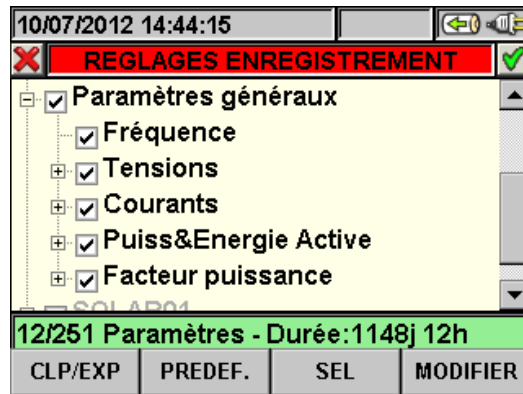 10/07/2012 14:44:15
REGLAGES ENREGISTREMENT
Paramètres généraux
Fréquence
Tensions
Courants
Puiss&Energie Active
Facteur puissance
SOLAR01
12/251 Paramètres - Durée:1148j 12h
CLP/EXP PREDEF. SEL MODIFIER